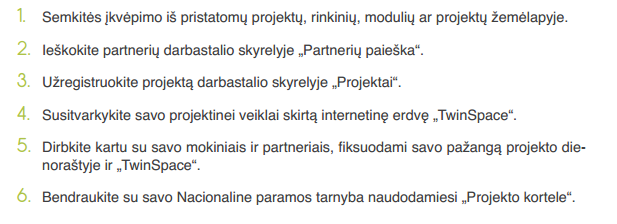 1. Semkitės įkvėpimo iš pristatomų projektų, rinkinių, modulių ar projektų žemėlapyje.
2. Ieškokite partnerių darbastalio skyrelyje „Partnerių paieška“.
3. Užregistruokite projektą darbastalio skyrelyje „Projektai“.
4. Susitvarkykite savo projektinei veiklai skirtą internetinę erdvę „TwinSpace“.
5. Dirbkite kartu su savo mokiniais ir partneriais, fiksuodami savo pažangą projekto die-
noraštyje ir „TwinSpace“.
6. Bendraukite su savo Nacionaline paramos tarnyba naudodamiesi „Projekto kortele“.